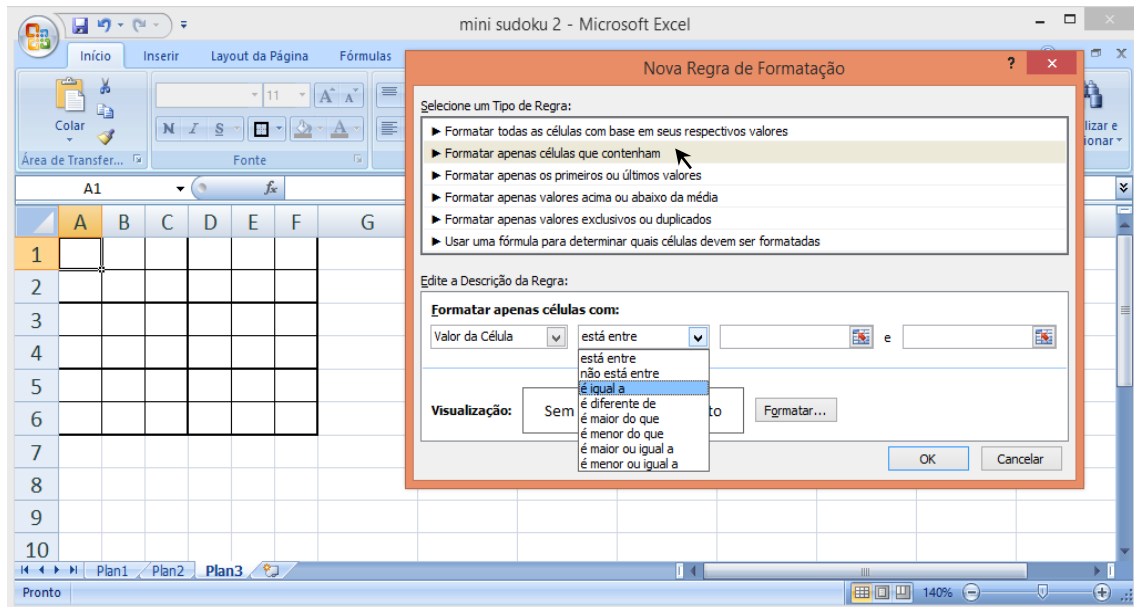 mini sudoku 2 - Microsoft Excel
Início Inserir Layout da Página Fórmulas
Colar
11
A A
N I S
A
lizar e
ionar
Área de Transfer... Fonte
A1 fx
A B C D E F G
1
2
3
4
5
6
7
8
9
10
Nova Regra de Formatação ?
Selecione um Tipo de Regra:
► Formatar todas as células com base em seus respectivos valores
► Formatar apenas células que contenham
► Formatar apenas os primeiros ou últimos valores
► Formatar apenas valores acima ou abaixo da média
► Formatar apenas valores exclusivos ou duplicados
► Usar uma fórmula para determinar quais células devem ser formatadas
Edite a Descrição da Regra:
Formatar apenas células com:
Valor da Célula está entre e
está entre
não está entre
é igual a
é diferente de
é maior do que
é menor do que
é maior ou igual a
é menor ou igual a
Visualização: Sem to Formatar...
OK Cancelar
Plan1 Plan2 Plan3
Pronto 140%